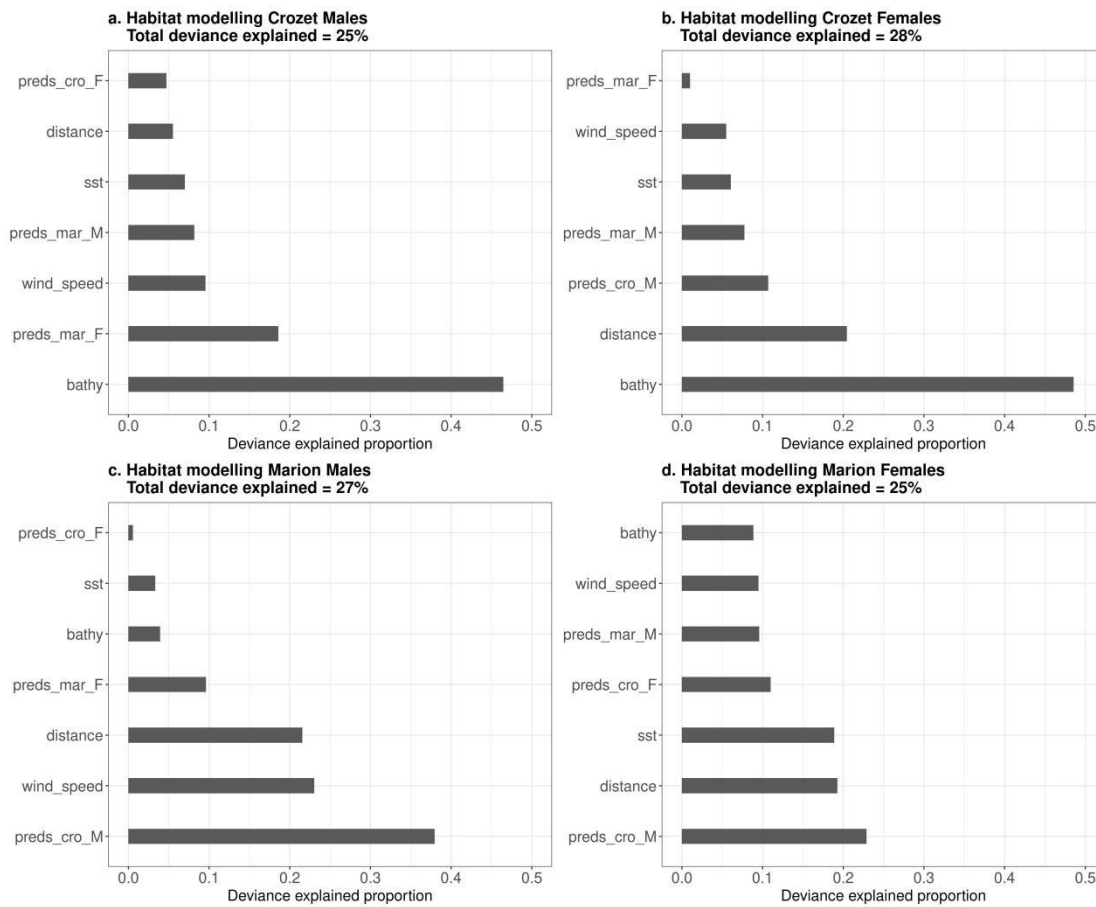 a. Habitat modelling Crozet Males
Total deviance explained = 25%
preds_cro_F
distance
sst
preds_mar_M
wind_speed
preds_mar_F
bathy
0.0 0.1 0.2 0.3 0.4 0.5
Deviance explained proportion
b. Habitat modelling Crozet Females
Total deviance explained = 28%
preds_mar_F
wind_speed
sst
preds_mar_M
preds_cro_M
distance
bathy
0.0 0.1 0.2 0.3 0.4 0.5
Deviance explained proportion
c. Habitat modelling Marion Males
Total deviance explained = 27%
preds_cro_F
sst
bathy
preds_mar_F
distance
wind_speed
preds_cro_M
0.0 0.1 0.2 0.3 0.4 0.5
Deviance explained proportion
d. Habitat modelling Marion Females
Total deviance explained = 25%
bathy
wind_speed
preds_mar_M
preds_cro_F
sst
distance
preds_cro_M
0.0 0.1 0.2 0.3 0.4 0.5
Deviance explained proportion